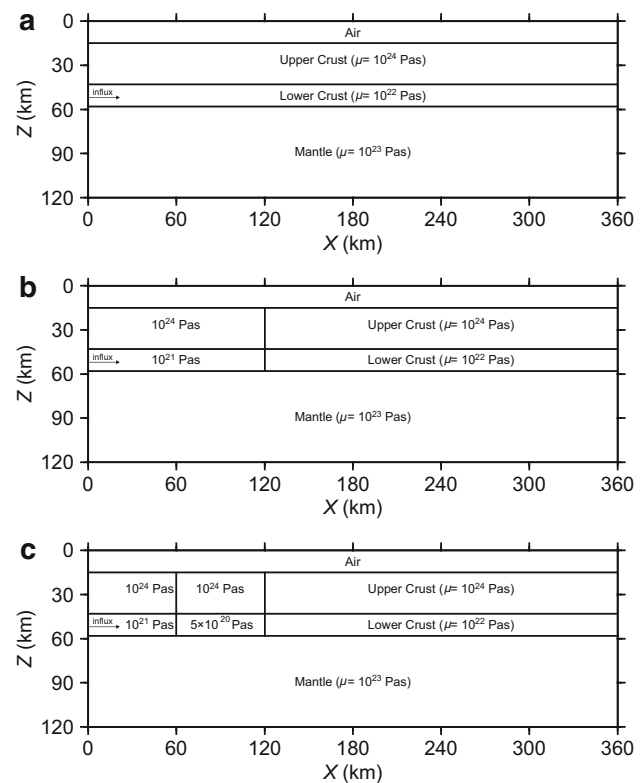 a
0
Air
30
Upper Crust (μ= 10²⁴ Pas)
influx
Lower Crust (μ= 10²² Pas)
60
Z (km)
90
Mantle (μ= 10²³ Pas)
120
0 60 120 180 240 300 360
X (km)
b
0
Air
30
10²⁴ Pas
Upper Crust (μ= 10²⁴ Pas)
influx
10²¹ Pas
Lower Crust (μ= 10²² Pas)
60
Z (km)
90
Mantle (μ= 10²³ Pas)
120
0 60 120 180 240 300 360
X (km)
c
0
Air
30
10²⁴ Pas
10²⁴ Pas
Upper Crust (μ= 10²⁴ Pas)
influx
10²¹ Pas
5×10²⁰ Pas
Lower Crust (μ= 10²² Pas)
60
Z (km)
90
Mantle (μ= 10²³ Pas)
120
0 60 120 180 240 300 360
X (km)